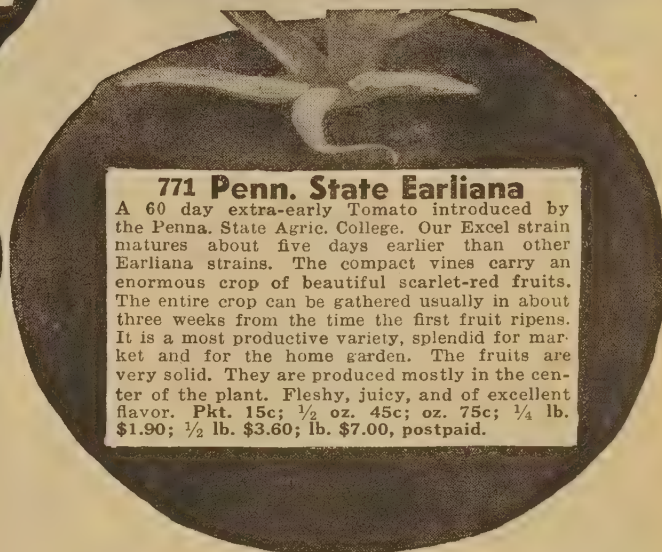 771 Penn. State Earliana
A 60 day extra-early Tomato introduced by
the Penna. State Agric. College. Our Excel strain
matures about five days earlier than other
Earliana strains. The compact vines carry an
enormous crop of beautiful scarlet-red fruits.
The entire crop can be gathered usually in about
three weeks from the time the first fruit ripens.
It is a most productive variety, splendid for mar-
ket and for the home garden. The fruits are
very solid. They are produced mostly in the cen-
ter of the plant. Fleshy, juicy, and of excellent
flavor. Pkt. 15c; ½ oz. 45c; oz. 75c; ¼ lb.
$1.90; ½ lb. $3.60; lb. $7.00, postpaid.